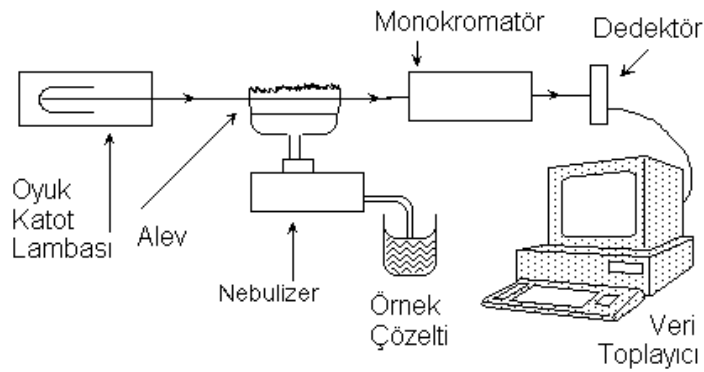 Monokromatör
Dedektör
Oyuk
Katot
Lambası
Alev
Nebulizer
Örnek
Çözelti
Veri
Toplayıcı